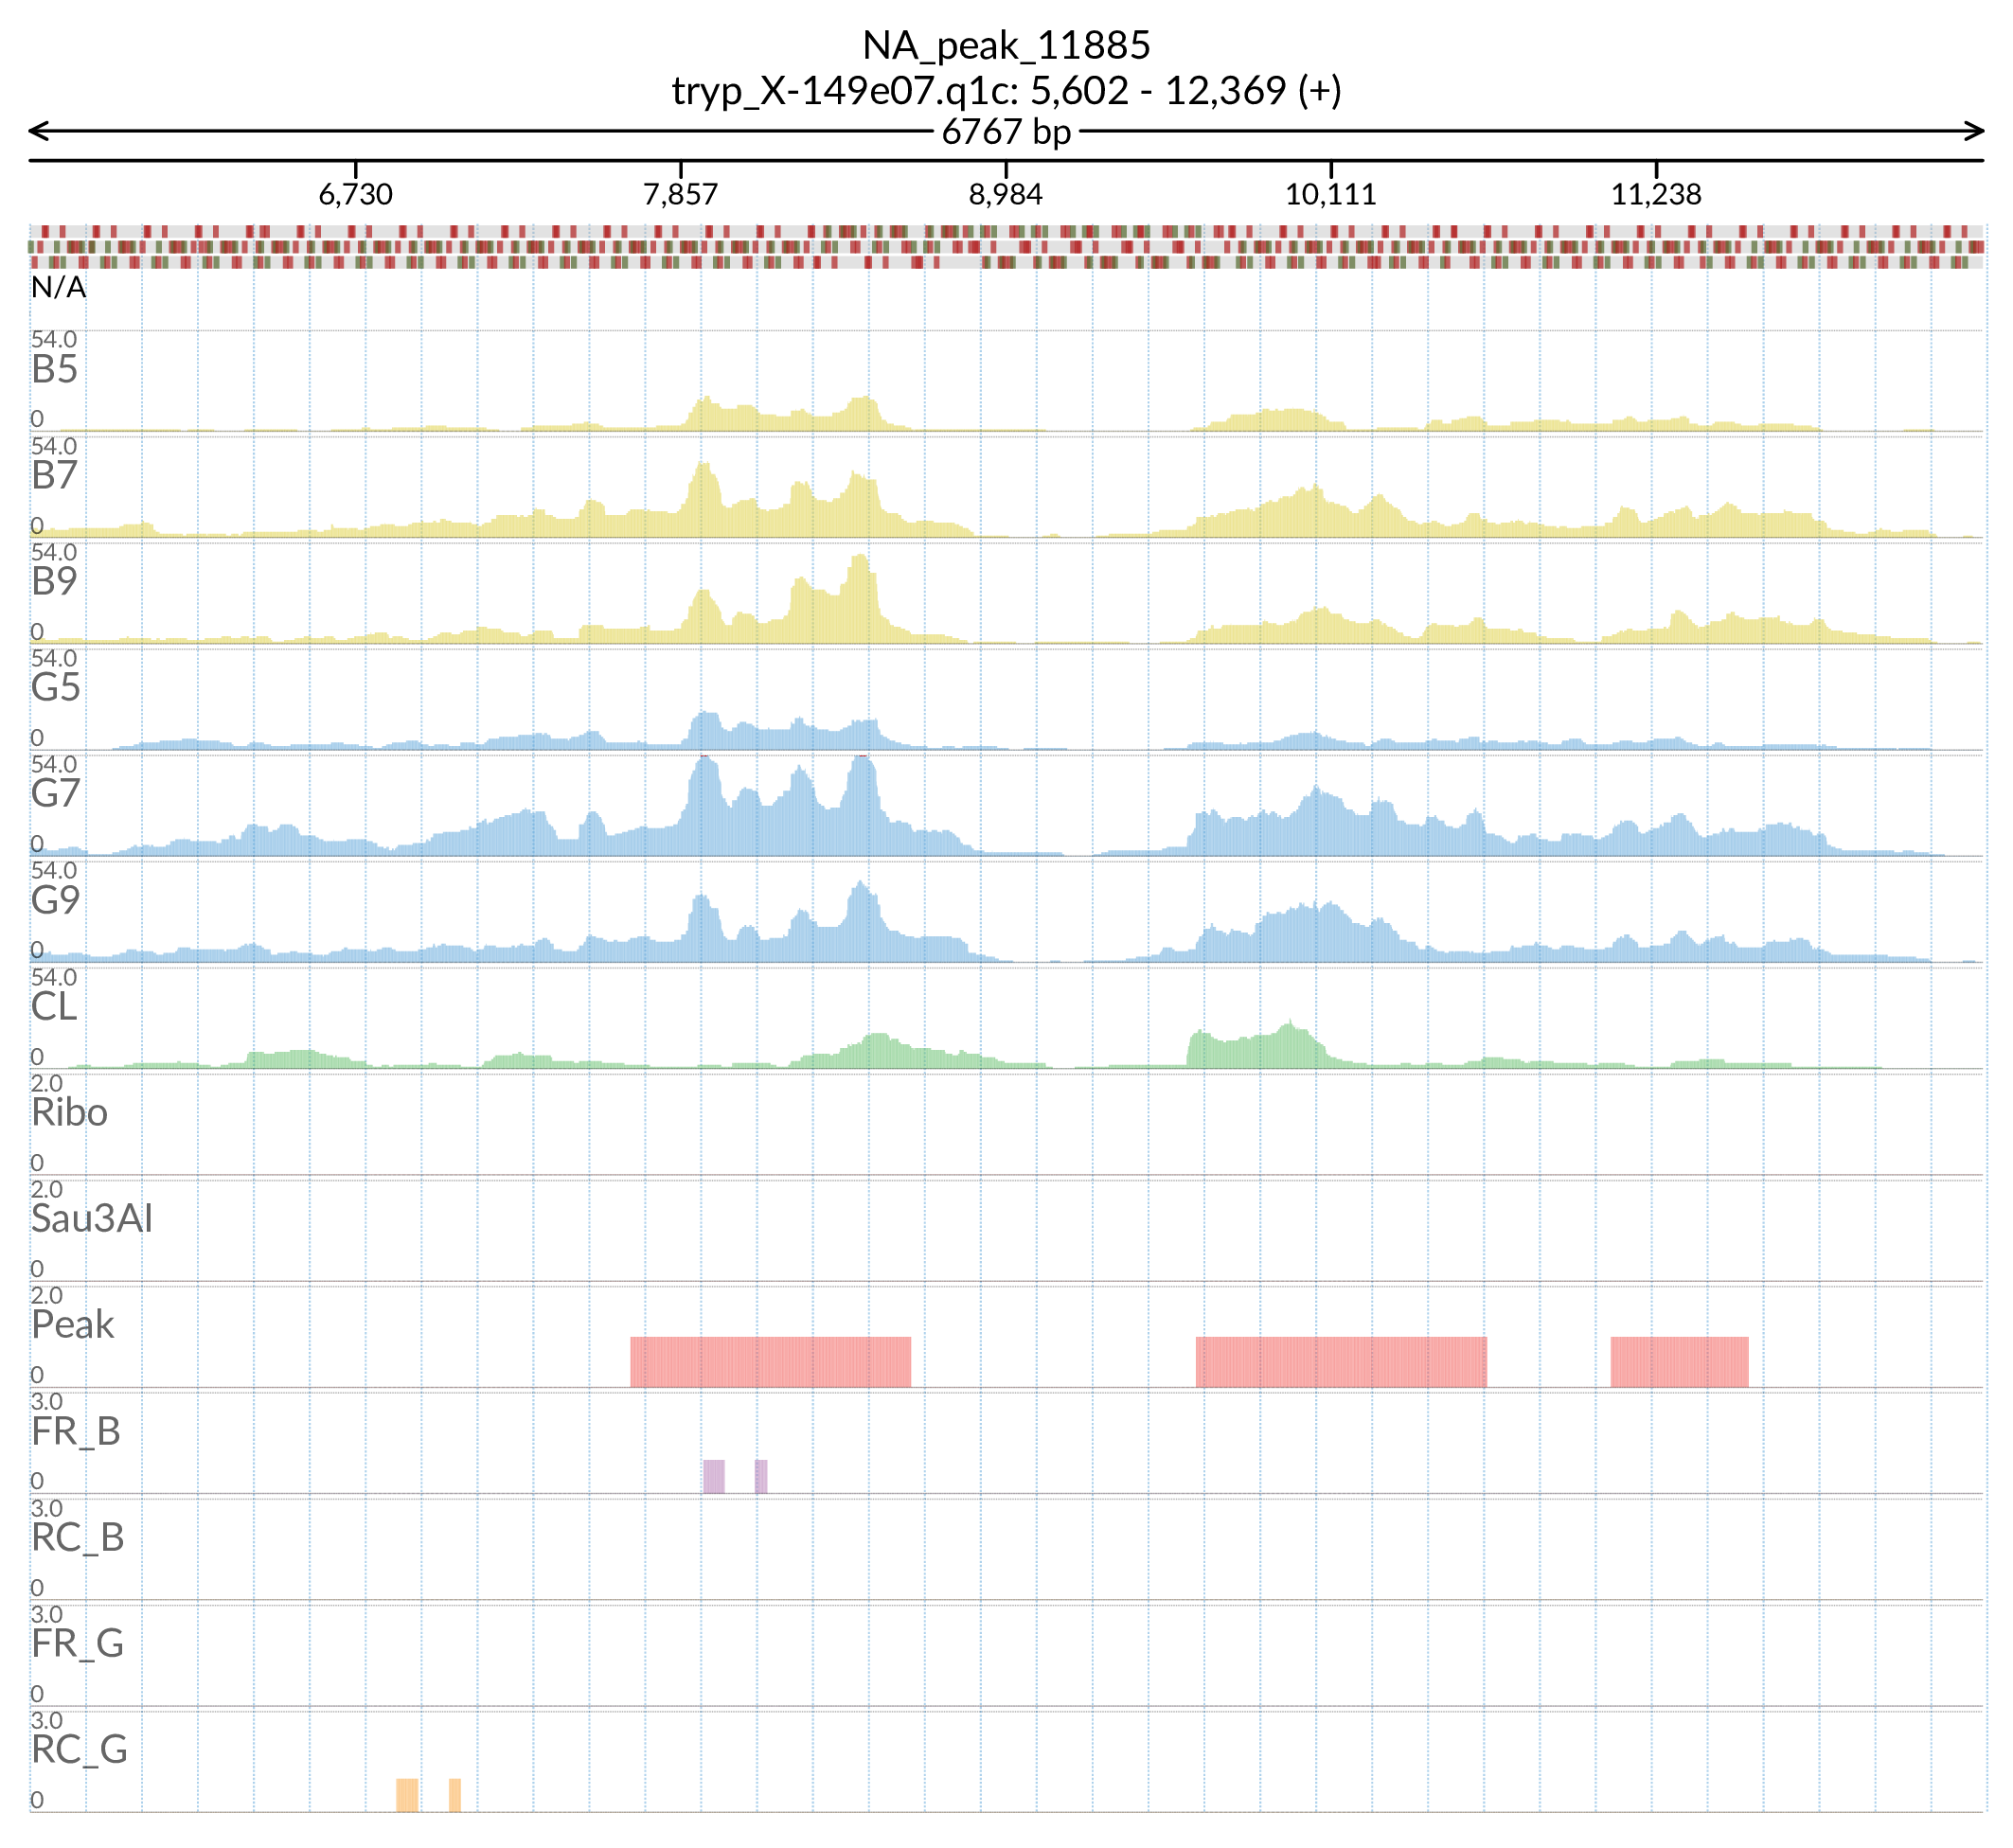 NA_peak_11885
tryp_X-149e07.q1c: 5,602 - 12,369 (+)
6767 bp
6,730 7,857 8,984 10,111 11,238
N/A
54.0
B5
0
54.0
B7
0
54.0
B9
0
54.0
G5
0
54.0
G7
0
54.0
G9
0
54.0
CL
0
2.0
Ribo
0
2.0
Sau3AI
0
2.0
Peak
0
3.0
FR_B
0
3.0
RC_B
0
3.0
FR_G
0
3.0
RC_G
0